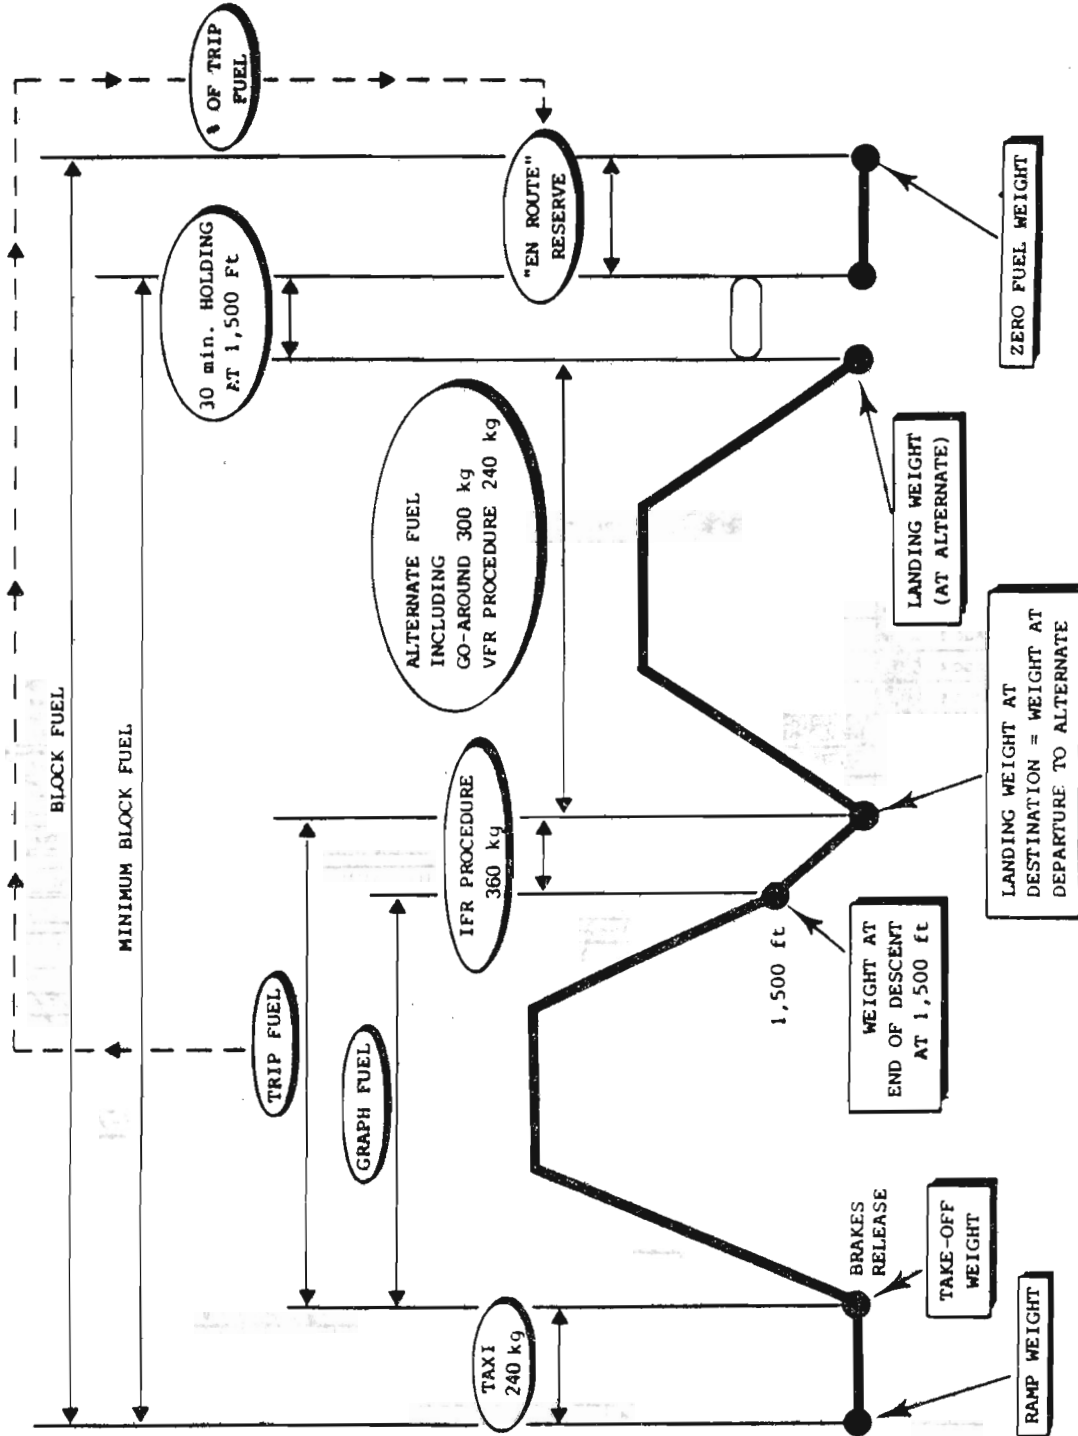 BLOCK FUEL
MINIMUM BLOCK FUEL
% OF TRIP
FUEL
30 min. HOLDING
AT 1,500 Ft
TRIP FUEL
GRAPH FUEL
ALTERNATE FUEL
INCLUDING
GO-AROUND 300 kg
VFR PROCEDURE 240 kg
TAXI
240 kg
IFR PROCEDURE
360 kg
"EN ROUTE"
RESERVE
1,500 ft
BRAKES
RELEASE
TAKE-OFF
WEIGHT
RAMP WEIGHT
WEIGHT AT
END OF DESCENT
AT 1,500 ft
LANDING WEIGHT AT
DESTINATION = WEIGHT AT
DEPARTURE TO ALTERNATE
LANDING WEIGHT
(AT ALTERNATE)
ZERO FUEL WEIGHT